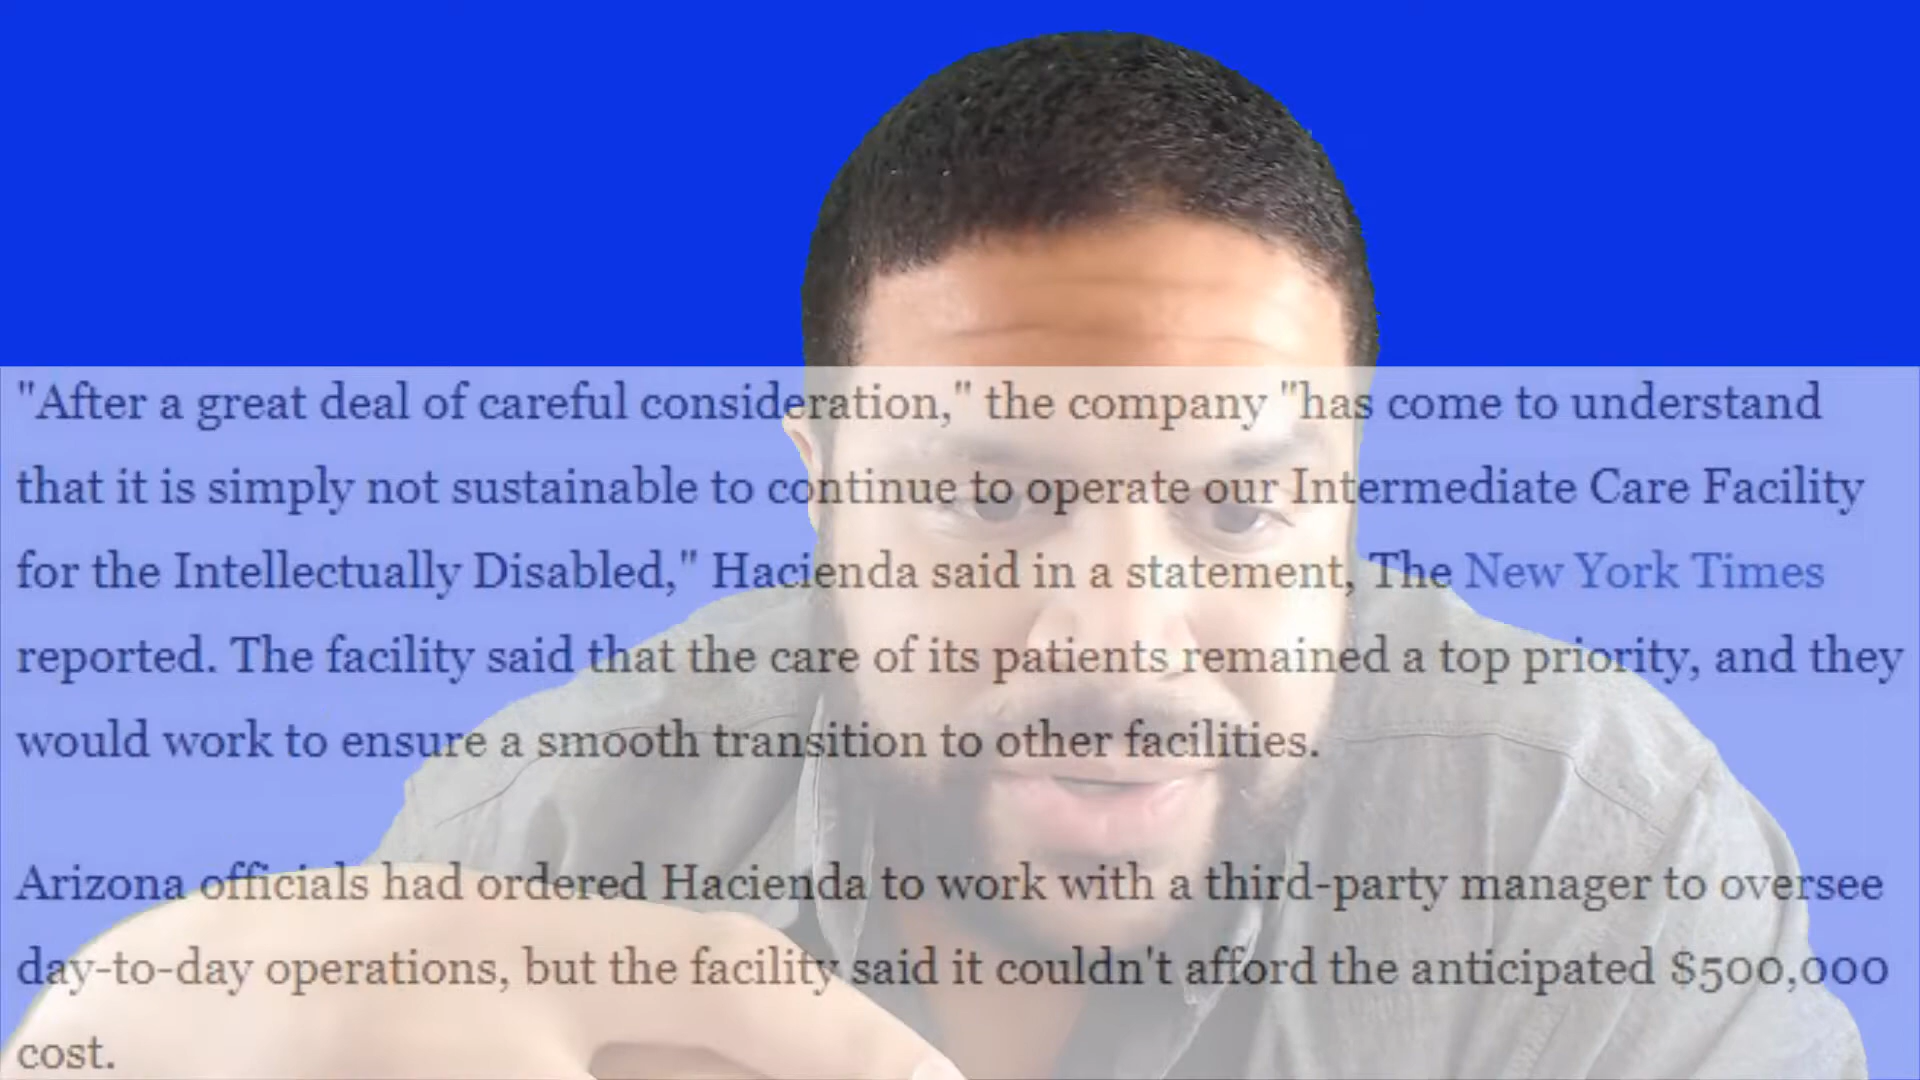 "After a great deal of careful consideration," the company "has come to understand
that it is simply not sustainable to continue to operate our Intermediate Care Facility
for the Intellectually Disabled," Hacienda said in a statement, The New York Times
reported. The facility said that the care of its patients remained a top priority, and they
would work to ensure a smooth transition to other facilities.
Arizona officials had ordered Hacienda to work with a third-party manager to oversee
day-to-day operations, but the facility said it couldn't afford the anticipated $500,000
cost.